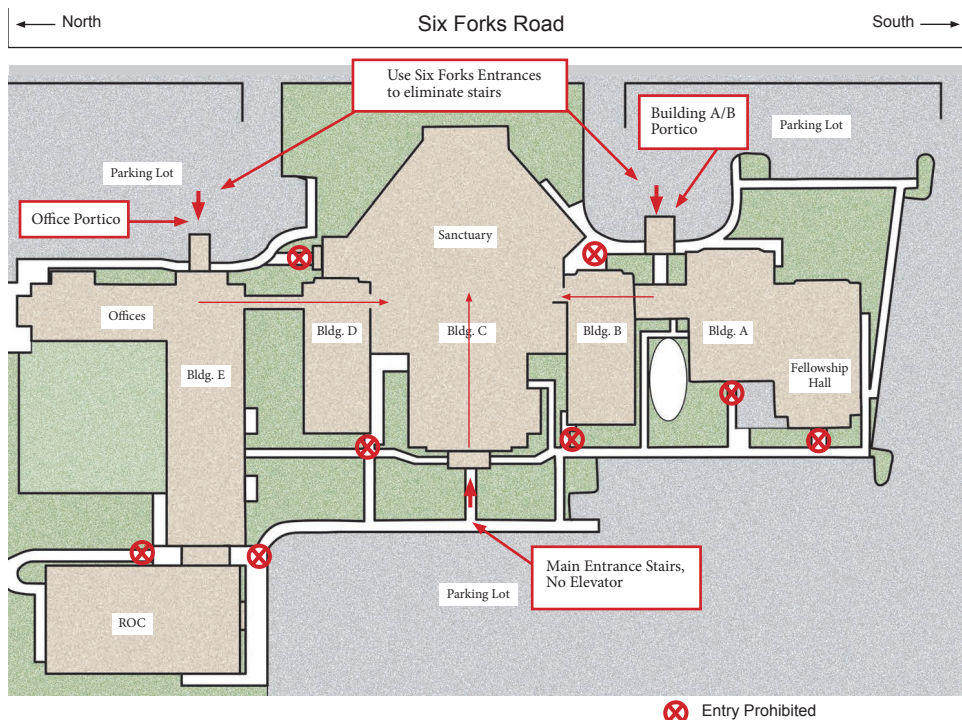 North
Six Forks Road
South
Use Six Forks Entrances
to eliminate stairs
Building A/B
Portico
Parking Lot
Parking Lot
Office Portico
Sanctuary
Offices
Bldg. D
Bldg. C
Bldg. B
Bldg. A
Bldg. E
Fellowship
Hall
Main Entrance Stairs,
No Elevator
Parking Lot
ROC
Entry Prohibited